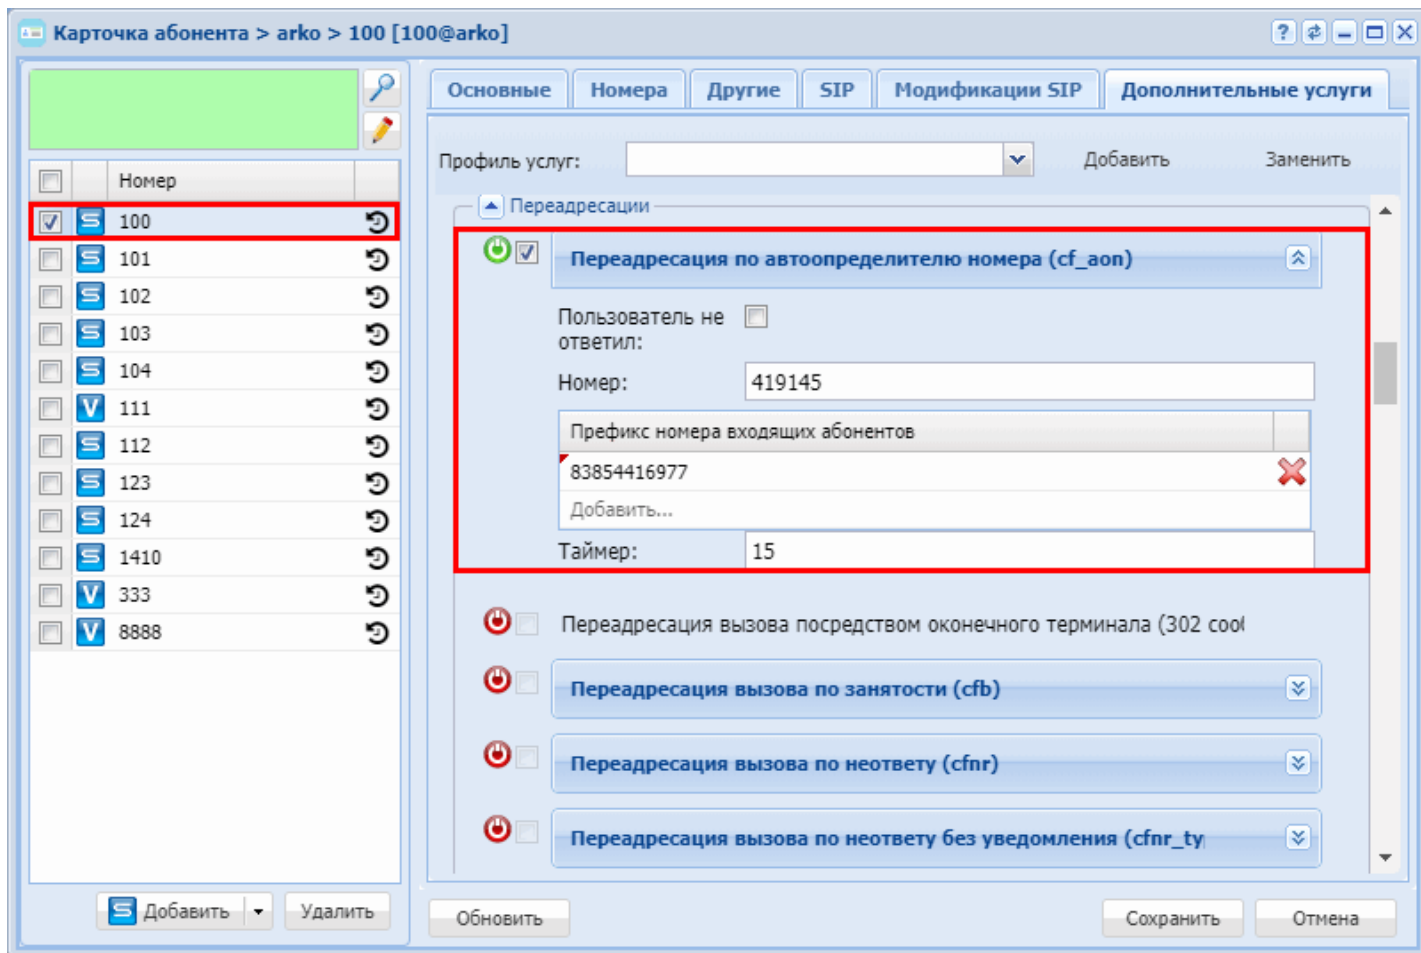 Карточка абонента > arko > 100 [100@arko]
Основные Номера Другие SIP Модификации SIP Дополнительные услуги
Профиль услуг: Добавить Заменить
Номер
Переадресации
100
Переадресация по автоопределителю номера (cf_aon)
101
102
Пользователь не ответил:
103
104
Номер: 419145
111
Префикс номера входящих абонентов
112
83854416977
123
Добавить...
124
Таймер: 15
1410
333
8888
Переадресация вызова посредством оконечного терминала (302 сооб
Переадресация вызова по занятости (cfb)
Переадресация вызова по неответу (cfnr)
Переадресация вызова по неответу без уведомления (cfnr_ty
Добавить Удалить
Обновить Сохранить Отмена